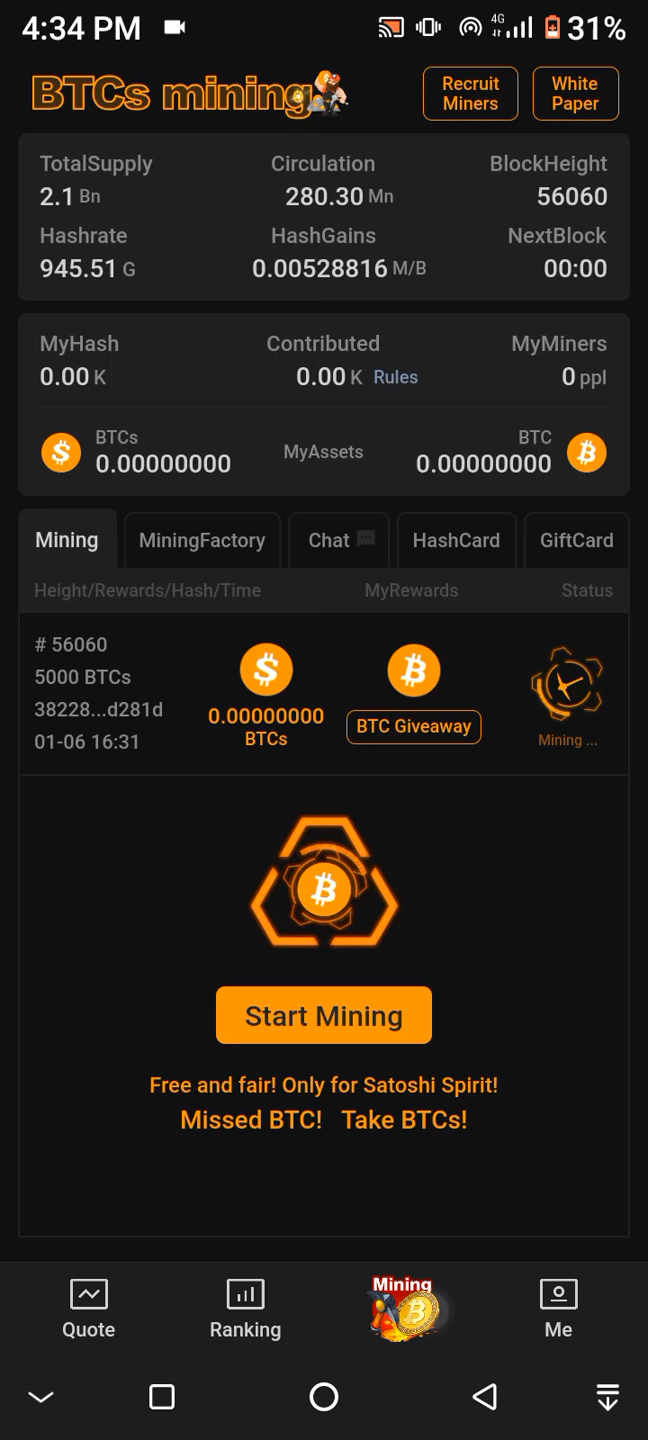 4:34 PM 4G 31%
BTCs mining
Recruit
Miners
White
Paper
TotalSupply Circulation BlockHeight
2.1 Bn 280.30 Mn 56060
Hashrate HashGains NextBlock
945.51 G 0.00528816 M/B 00:00
MyHash Contributed MyMiners
0.00 K 0.00 K Rules 0 ppl
BTCs MyAssets BTC
0.00000000 0.00000000
Mining MiningFactory Chat HashCard GiftCard
Height/Rewards/Hash/Time MyRewards Status
# 56060
5000 BTCs
38228...d281d
01-06 16:31
0.00000000
BTCs
BTC Giveaway
Mining ...
Start Mining
Free and fair! Only for Satoshi Spirit!
Missed BTC! Take BTCs!
Mining
Quote Ranking Me